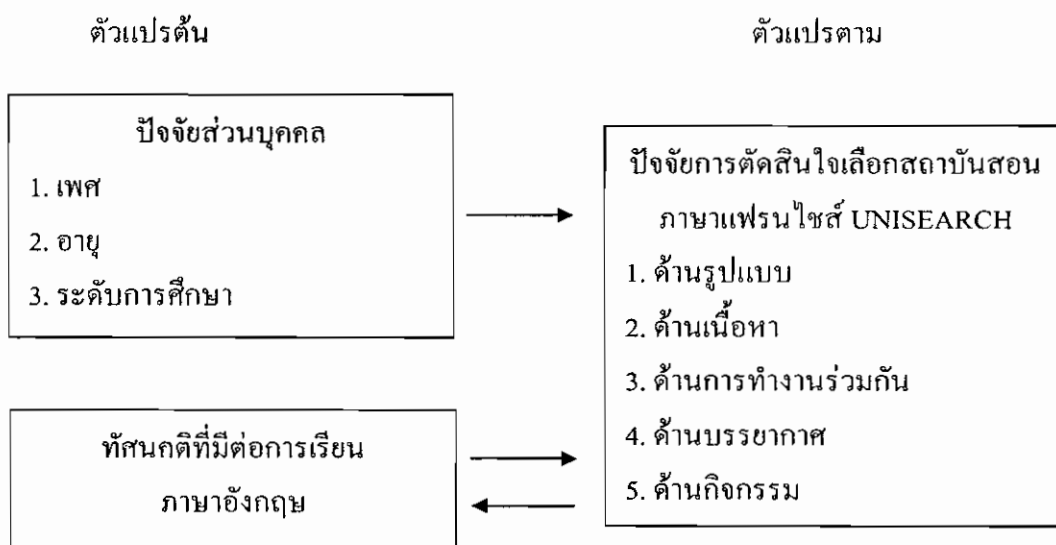 ตัวแปรต้น
ตัวแปรตาม
ปัจจัยส่วนบุคคล
1. เพศ
2. อายุ
3. ระดับการศึกษา
ทัศนคติที่มีต่อการเรียน
ภาษาอังกฤษ
ปัจจัยการตัดสินใจเลือกสถาบันสอน
ภาษาแฟรนไชส์ UNISEARCH
1. ด้านรูปแบบ
2. ด้านเนื้อหา
3. ด้านการทำงานร่วมกัน
4. ด้านบรรยากาศ
5. ด้านกิจกรรม